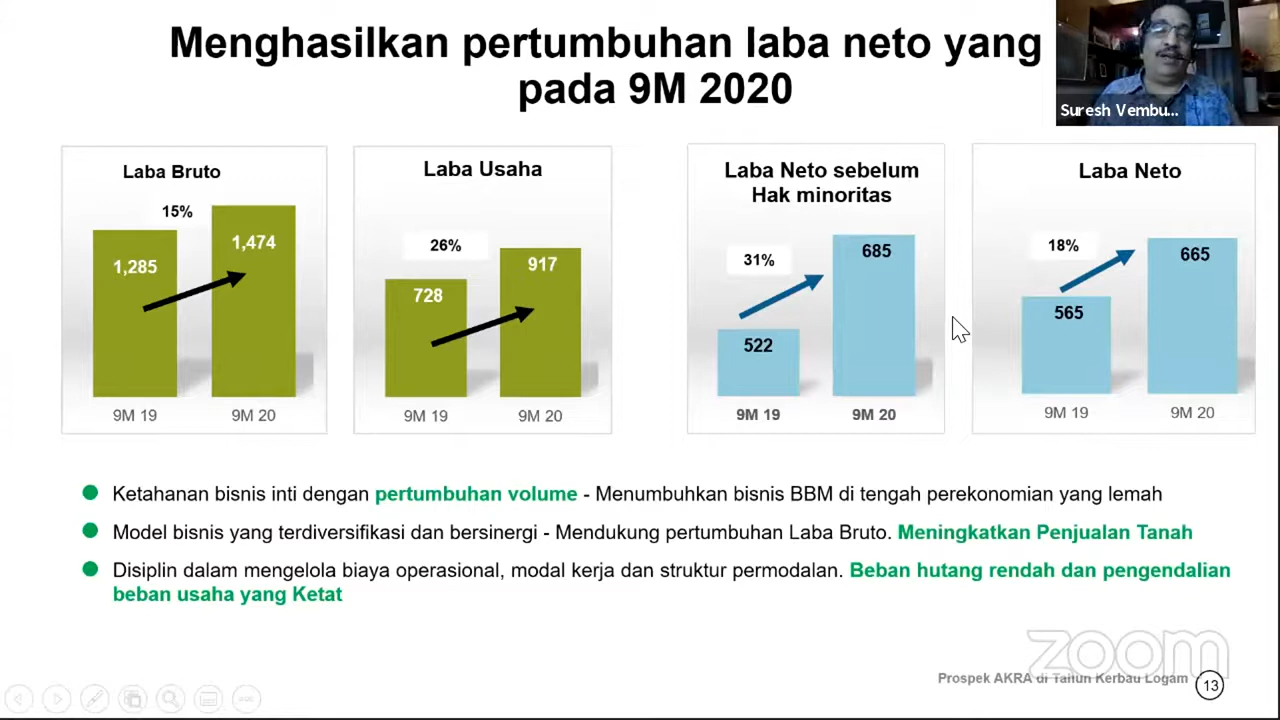 Menghasilkan pertumbuhan laba neto yang
pada 9M 2020
Suresh Vembu...
Laba Bruto
15%
1,285
1,474
9M 19
9M 20
Laba Usaha
26%
728
917
9M 19
9M 20
Laba Neto sebelum
Hak minoritas
31%
522
685
9M 19
9M 20
Laba Neto
18%
565
665
9M 19
9M 20
Ketahanan bisnis inti dengan pertumbuhan volume - Menumbuhkan bisnis BBM di tengah perekonomian yang lemah
Model bisnis yang terdiversifikasi dan bersinergi - Mendukung pertumbuhan Laba Bruto. Meningkatkan Penjualan Tanah
Disiplin dalam mengelola biaya operasional, modal kerja dan struktur permodalan. Beban hutang rendah dan pengendalian
beban usaha yang Ketat
zoom
Prospek AKRA di Tahun Kerbau Logam
13